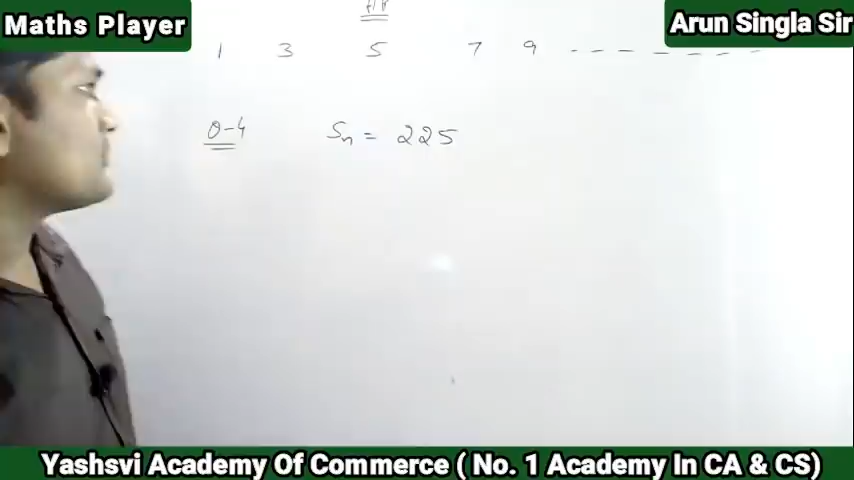 Maths Player
Arun Singla Sir
1 3 5 7 9 - - - - - - -
Q-4 Sn = 225
Yashsvi Academy Of Commerce ( No. 1 Academy In CA & CS)